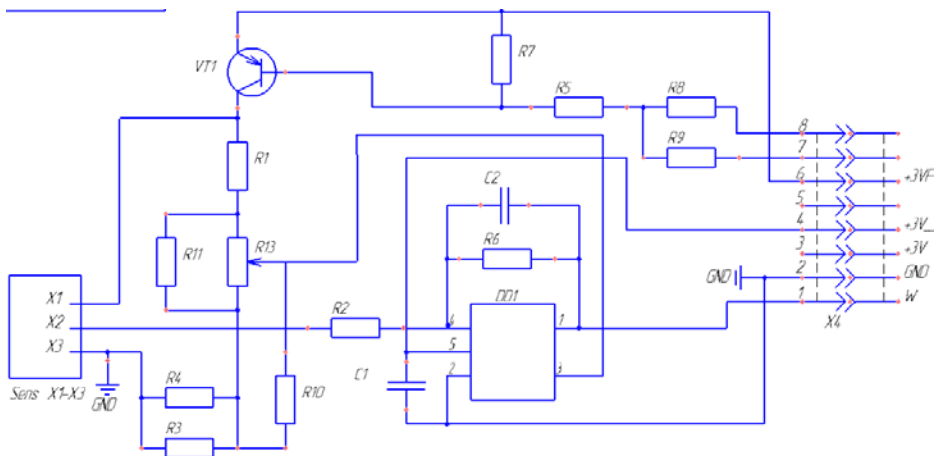 VT1
R7
R5
R8
R9
8
7
6
5
4
3
2
1
+3VF
+3V_
+3V
GND
W
GND
X4
R1
R11
R13
C2
R6
DD1
4
5
2
1
3
X1
X2
X3
R2
C1
R10
R4
R3
GND
Sens X1-X3